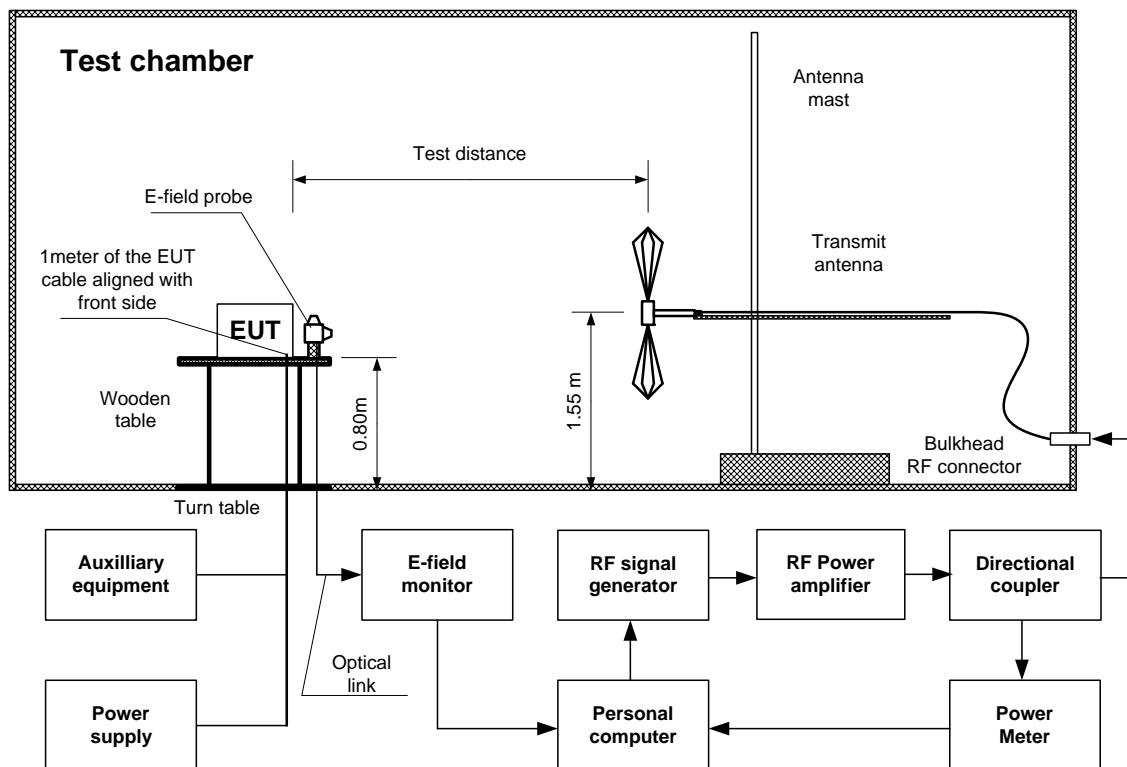 Test chamber
Antenna
mast
Test distance
E-field probe
1meter of the EUT
cable aligned with
front side
Transmit
antenna
EUT
Wooden
table
0.80m
1.55 m
Bulkhead
RF connector
Turn table
Auxilliary
equipment
E-field
monitor
RF signal
generator
RF Power
amplifier
Directional
coupler
Optical
link
Power
supply
Personal
computer
Power
Meter